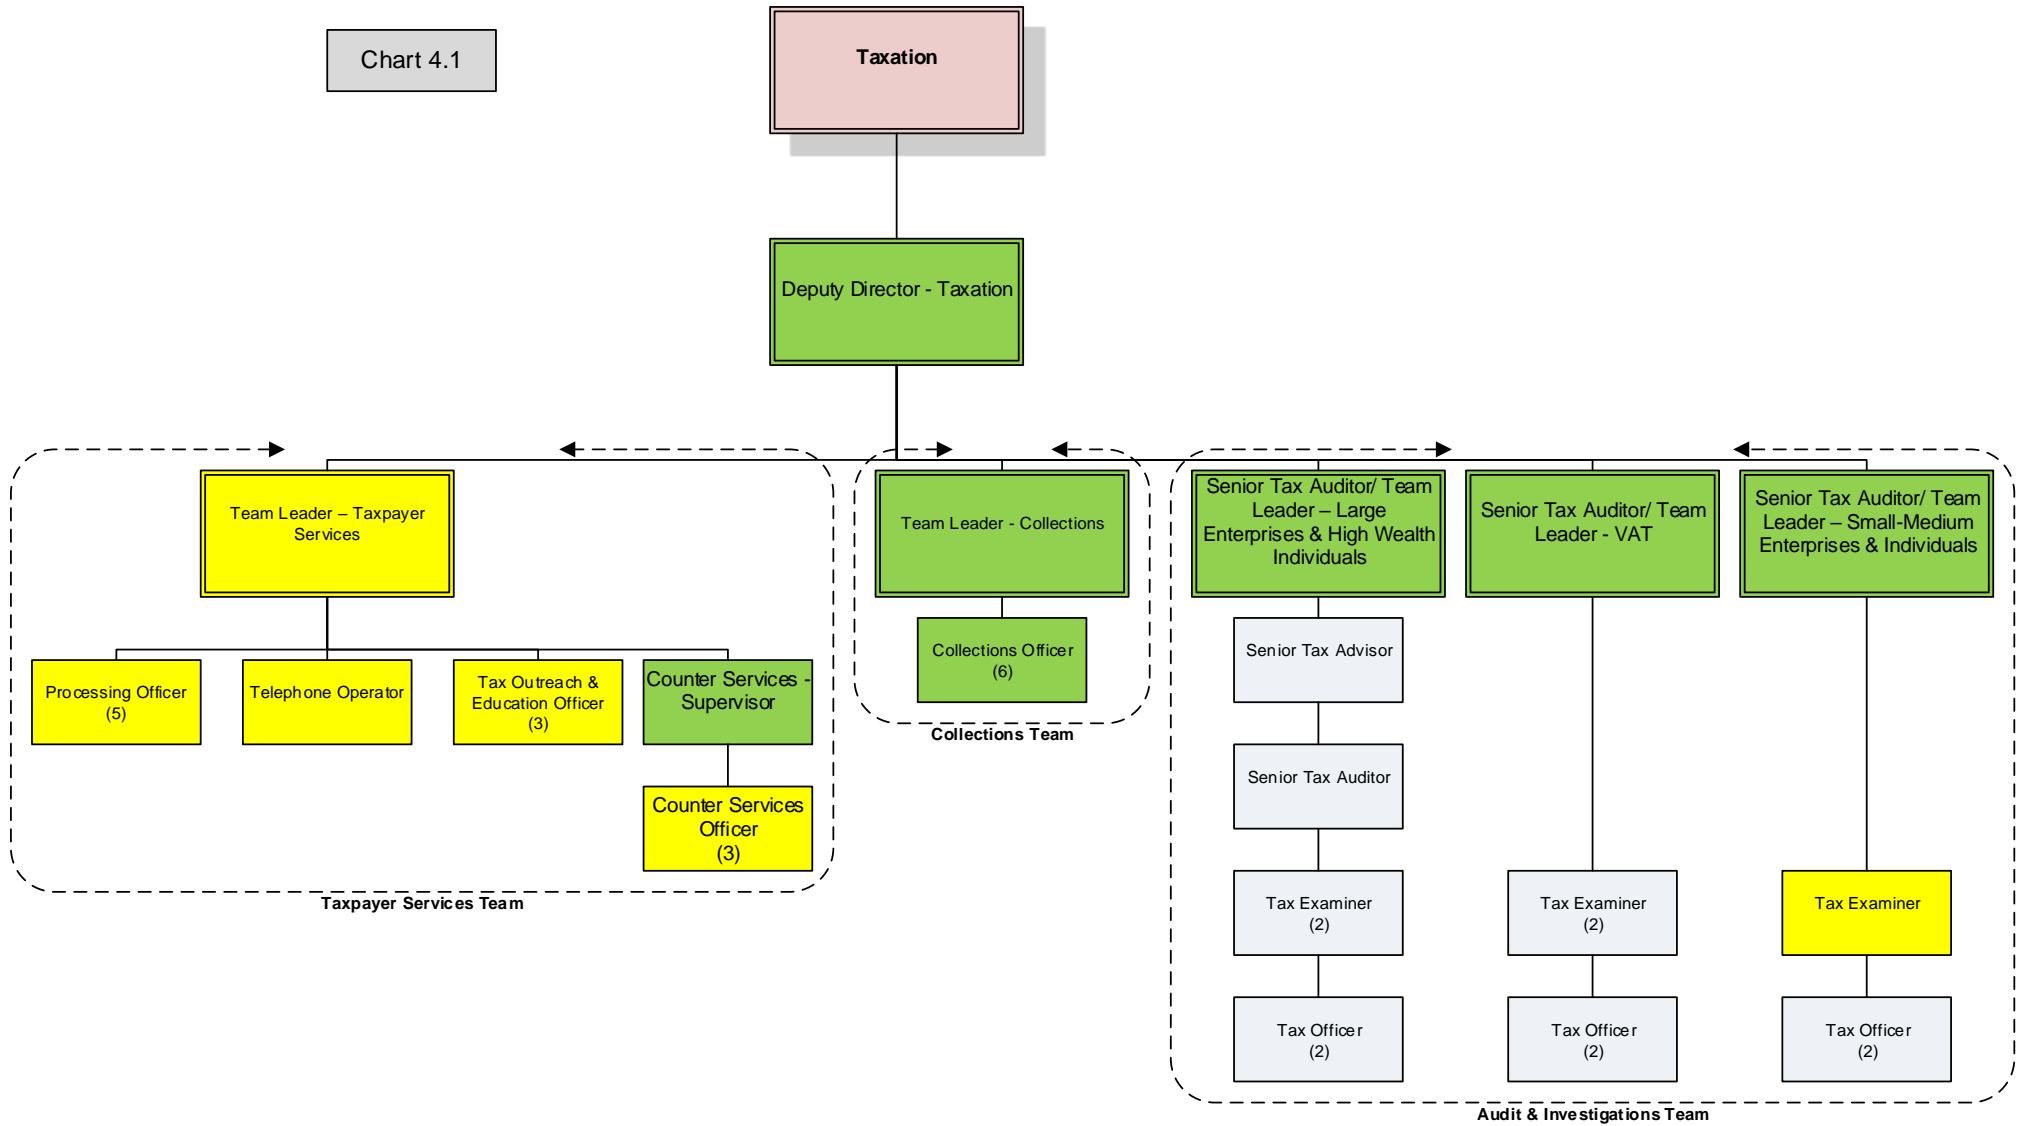 Chart 4.1
Taxation
Deputy Director - Taxation
Team Leader – Taxpayer
Services
Team Leader - Collections
Senior Tax Auditor/ Team
Leader – Large
Enterprises & High Wealth
Individuals
Senior Tax Auditor/ Team
Leader - VAT
Senior Tax Auditor/ Team
Leader – Small-Medium
Enterprises & Individuals
Processing Officer
(5)
Telephone Operator
Tax Outreach &
Education Officer
(3)
Counter Services -
Supervisor
Counter Services
Officer
(3)
Taxpayer Services Team
Collections Officer
(6)
Collections Team
Senior Tax Advisor
Senior Tax Auditor
Tax Examiner
(2)
Tax Officer
(2)
Tax Examiner
(2)
Tax Officer
(2)
Tax Examiner
Tax Officer
(2)
Audit & Investigations Team